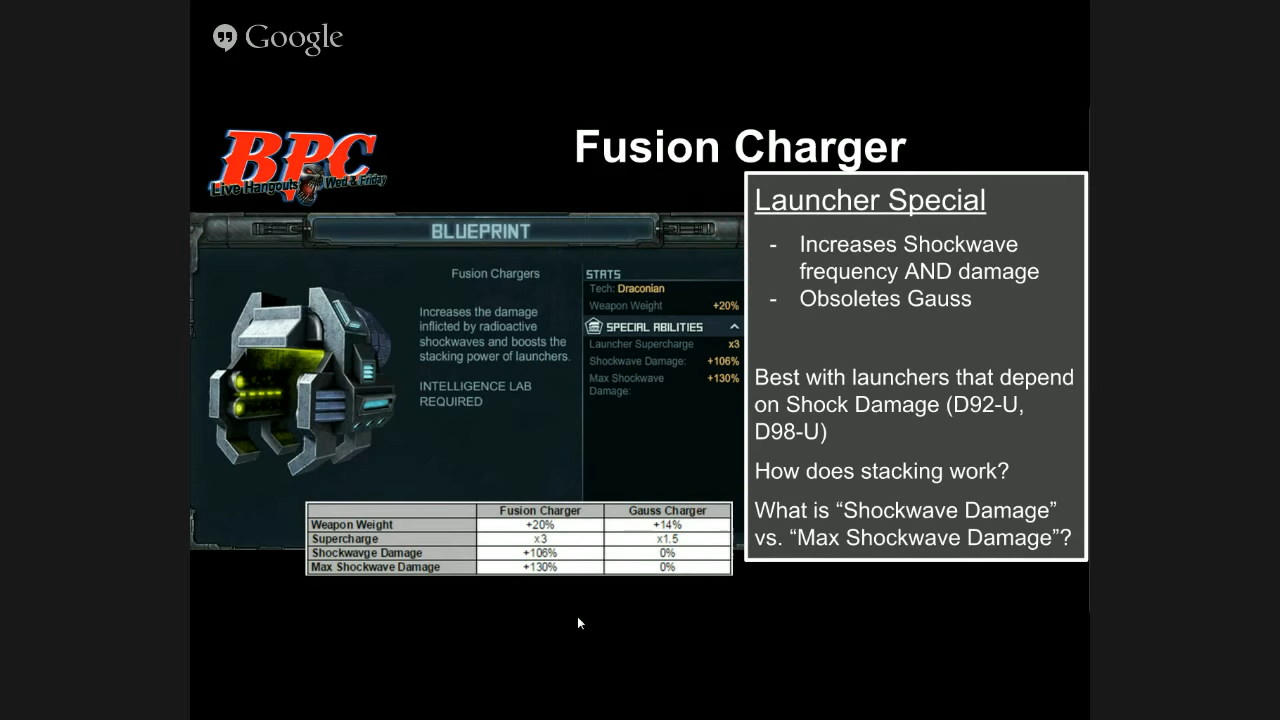 Google
BPC
Live Hangouts Wed & Friday
Fusion Charger
BLUEPRINT
Fusion Chargers
Increases the damage
inflicted by radioactive
shockwaves and boosts the
stacking power of launchers.
INTELLIGENCE LAB
REQUIRED
STATS
Tech: Draconian
Weapon Weight +20%
SPECIAL ABILITIES
Launcher Supercharge x3
Shockwave Damage: +106%
Max Shockwave +130%
Damage:
Fusion Charger Gauss Charger
Weapon Weight +20% +14%
Supercharge x3 x1.5
Shockwavge Damage +106% 0%
Max Shockwave Damage +130% 0%
Launcher Special
- Increases Shockwave
frequency AND damage
- Obsoletes Gauss
Best with launchers that depend
on Shock Damage (D92-U,
D98-U)
How does stacking work?
What is “Shockwave Damage”
vs. “Max Shockwave Damage”?